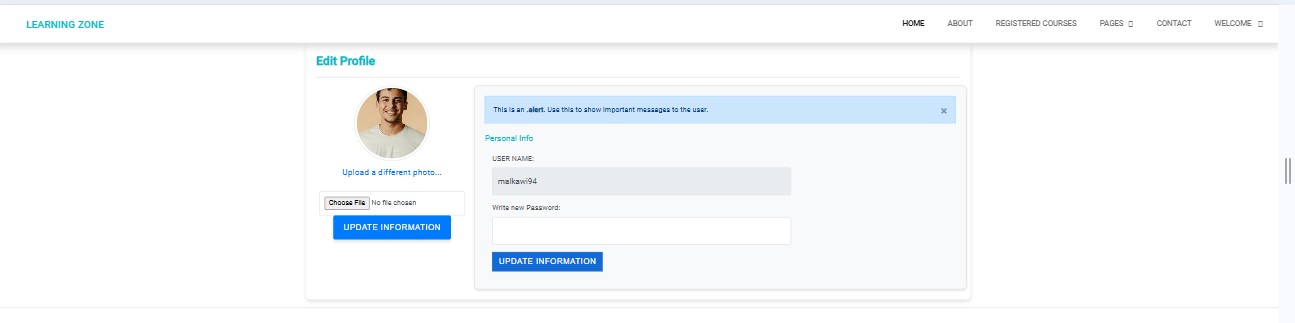 LEARNING ZONE
HOME ABOUT REGISTERED COURSES PAGES CONTACT WELCOME
Edit Profile
Upload a different photo...
Choose File No file chosen
UPDATE INFORMATION
This is an .alert. Use this to show important messages to the user. ×
Personal Info
USER NAME:
malkawi94
Write new Password:
UPDATE INFORMATION